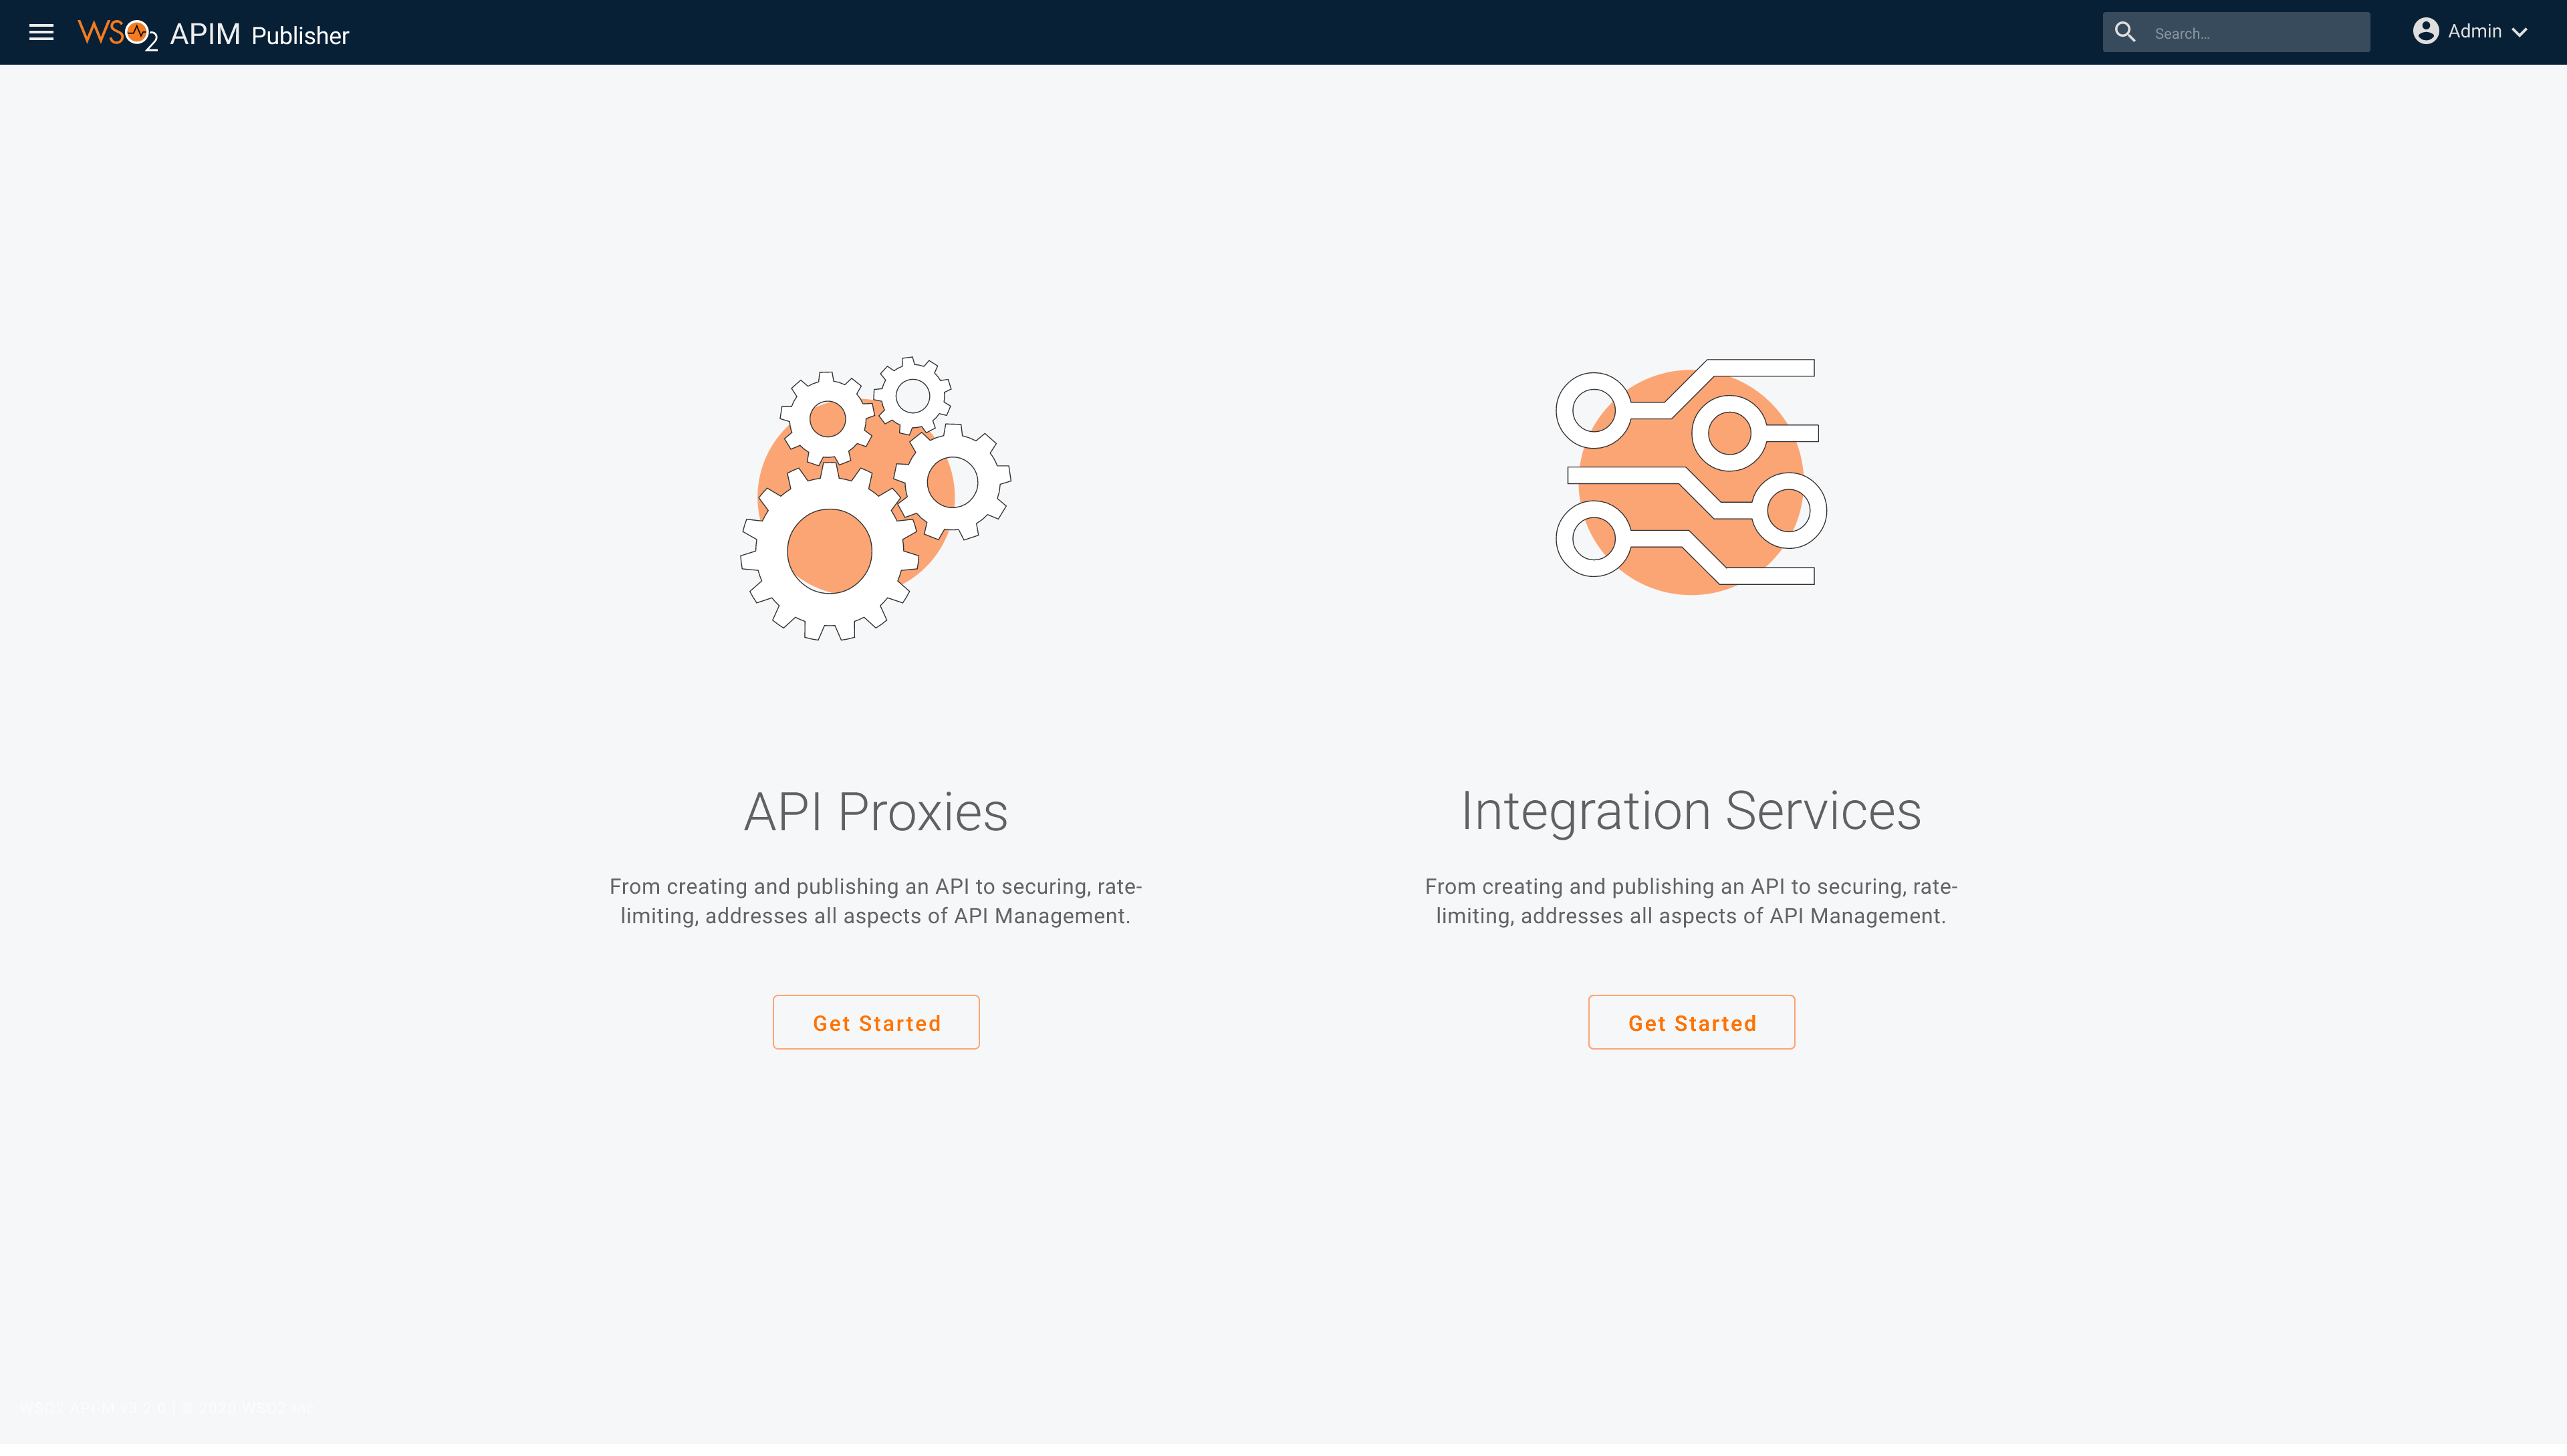 WSO2 APIM Publisher
Search...
Admin
API Proxies
From creating and publishing an API to securing, rate-
limiting, addresses all aspects of API Management.
Get Started
Integration Services
From creating and publishing an API to securing, rate-
limiting, addresses all aspects of API Management.
Get Started